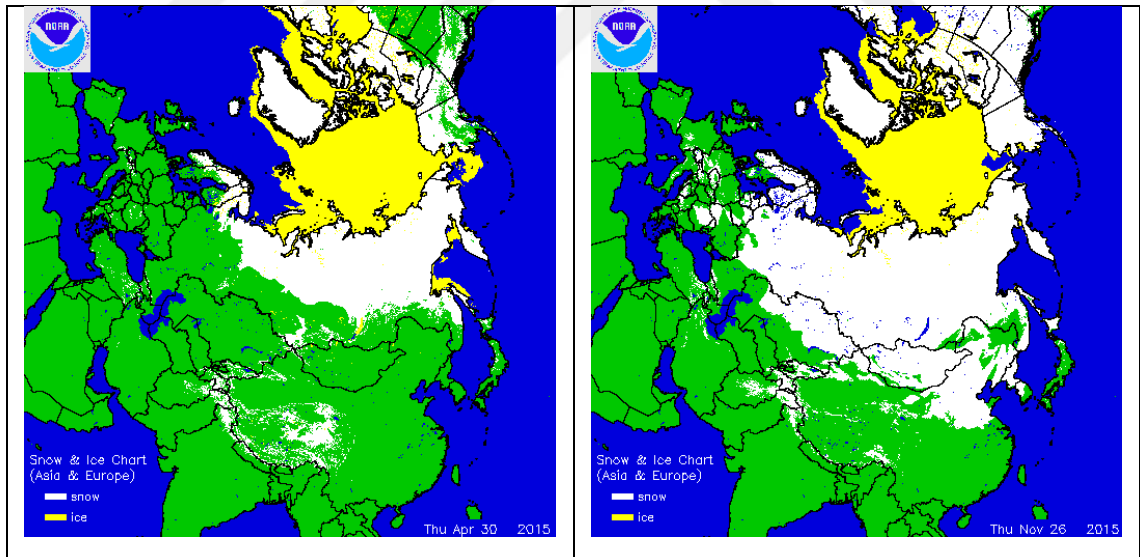 NOAA
Snow & Ice Chart
(Asia & Europe)
snow
ice
Thu Apr 30 2015
NOAA
Snow & Ice Chart
(Asia & Europe)
snow
ice
Thu Nov 26 2015